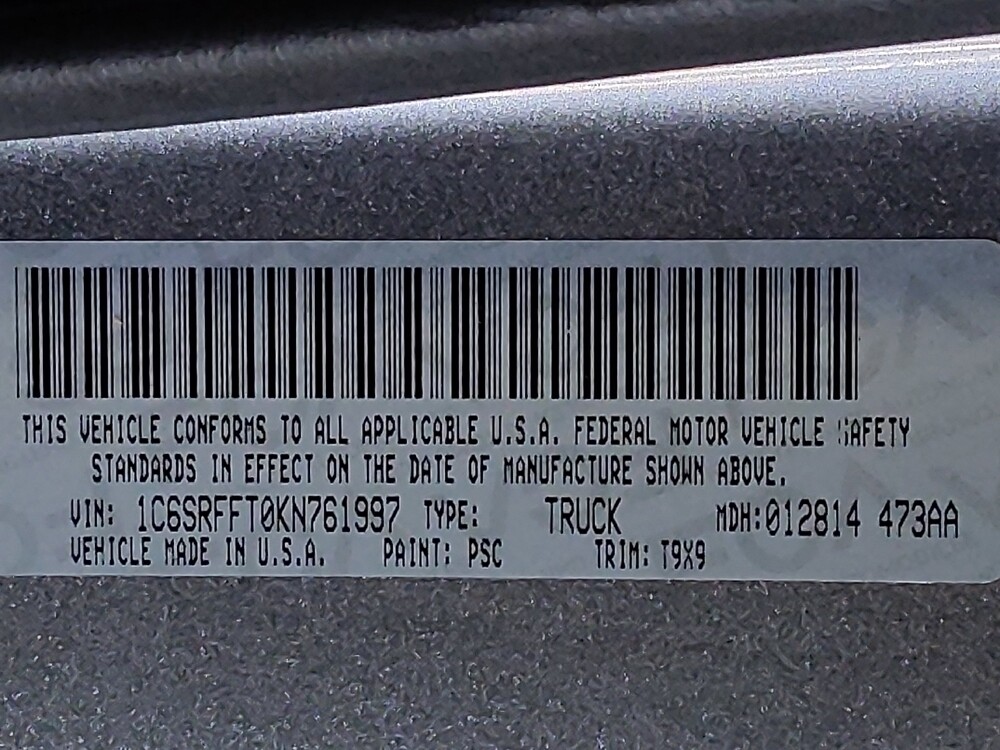 THIS VEHICLE CONFORMS TO ALL APPLICABLE U.S.A. FEDERAL MOTOR VEHICLE SAFETY
STANDARDS IN EFFECT ON THE DATE OF MANUFACTURE SHOWN ABOVE.
VIN: 1C6SRFFT0KN761997 TYPE: TRUCK MDH:012814 473AA
VEHICLE MADE IN U.S.A. PAINT: PSC TRIM: T9X9